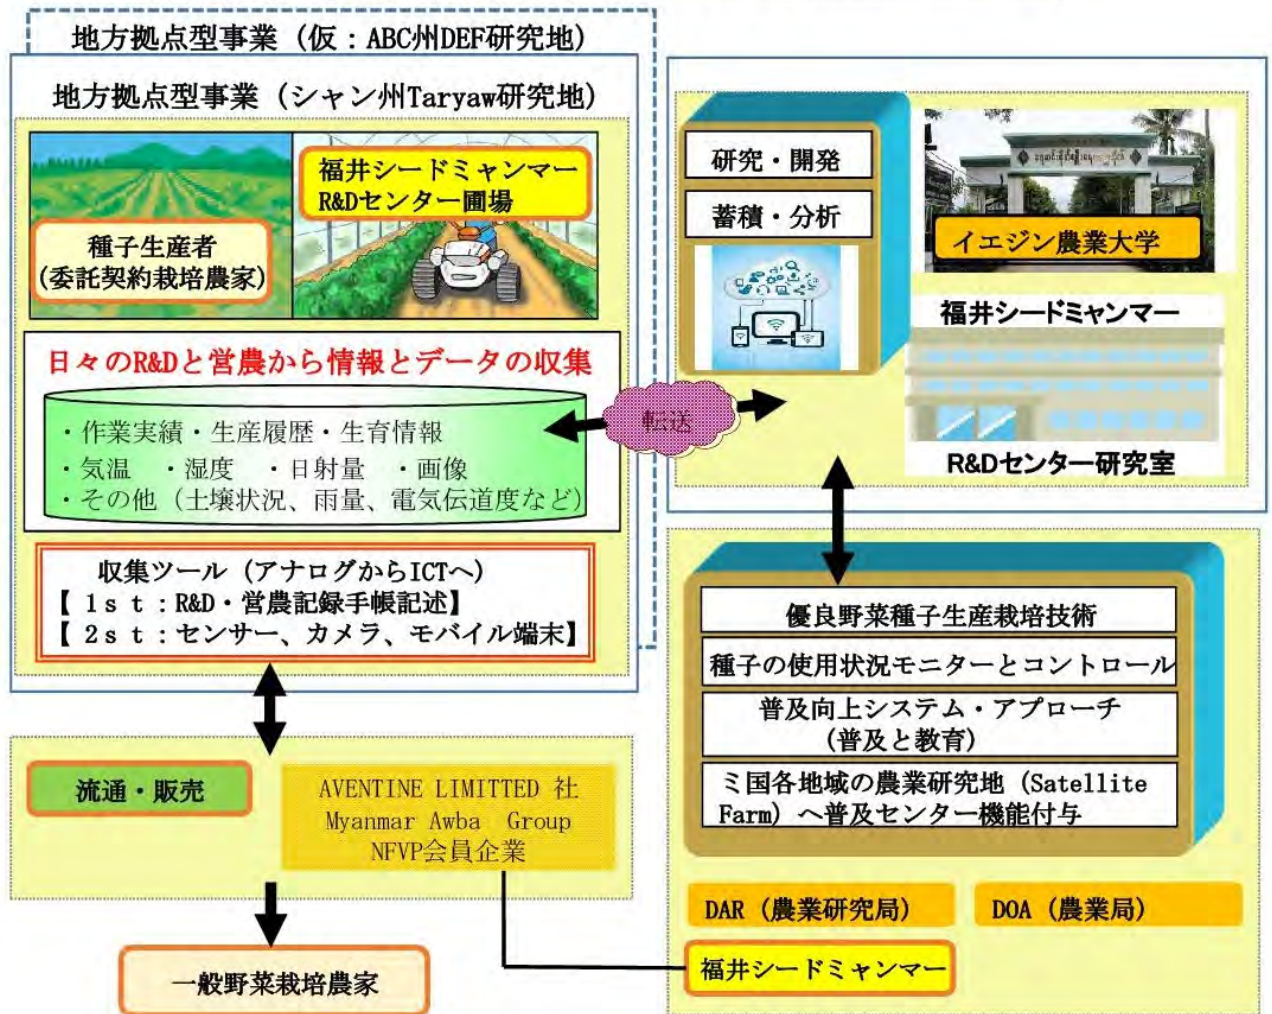 地方拠点型事業（仮：ABC州DEF研究地）
地方拠点型事業（シャン州Taryaw研究地）
福井シードミャンマー
R&Dセンター圃場
種子生産者
(委託契約栽培農家)
日々のR&Dと営農から情報とデータの収集
・作業実績・生産履歴・生育情報
・気温　・湿度　・日射量　・画像
・その他（土壌状況、雨量、電気伝道度など）
収集ツール（アナログからICTへ）
【 1st：R&D・営農記録手帳記述】
【 2st：センサー、カメラ、モバイル端末】
転送
研究・開発
蓄積・分析
イエジン農業大学
福井シードミャンマー
R&Dセンター研究室
優良野菜種子生産栽培技術
種子の使用状況モニターとコントロール
普及向上システム・アプローチ
（普及と教育）
ミ国各地域の農業研究地（Satellite
Farm）へ普及センター機能付与
DAR（農業研究局）
DOA（農業局）
福井シードミャンマー
流通・販売
AVENTINE LIMITTED 社
Myanmar Awba Group
NFVP会員企業
一般野菜栽培農家